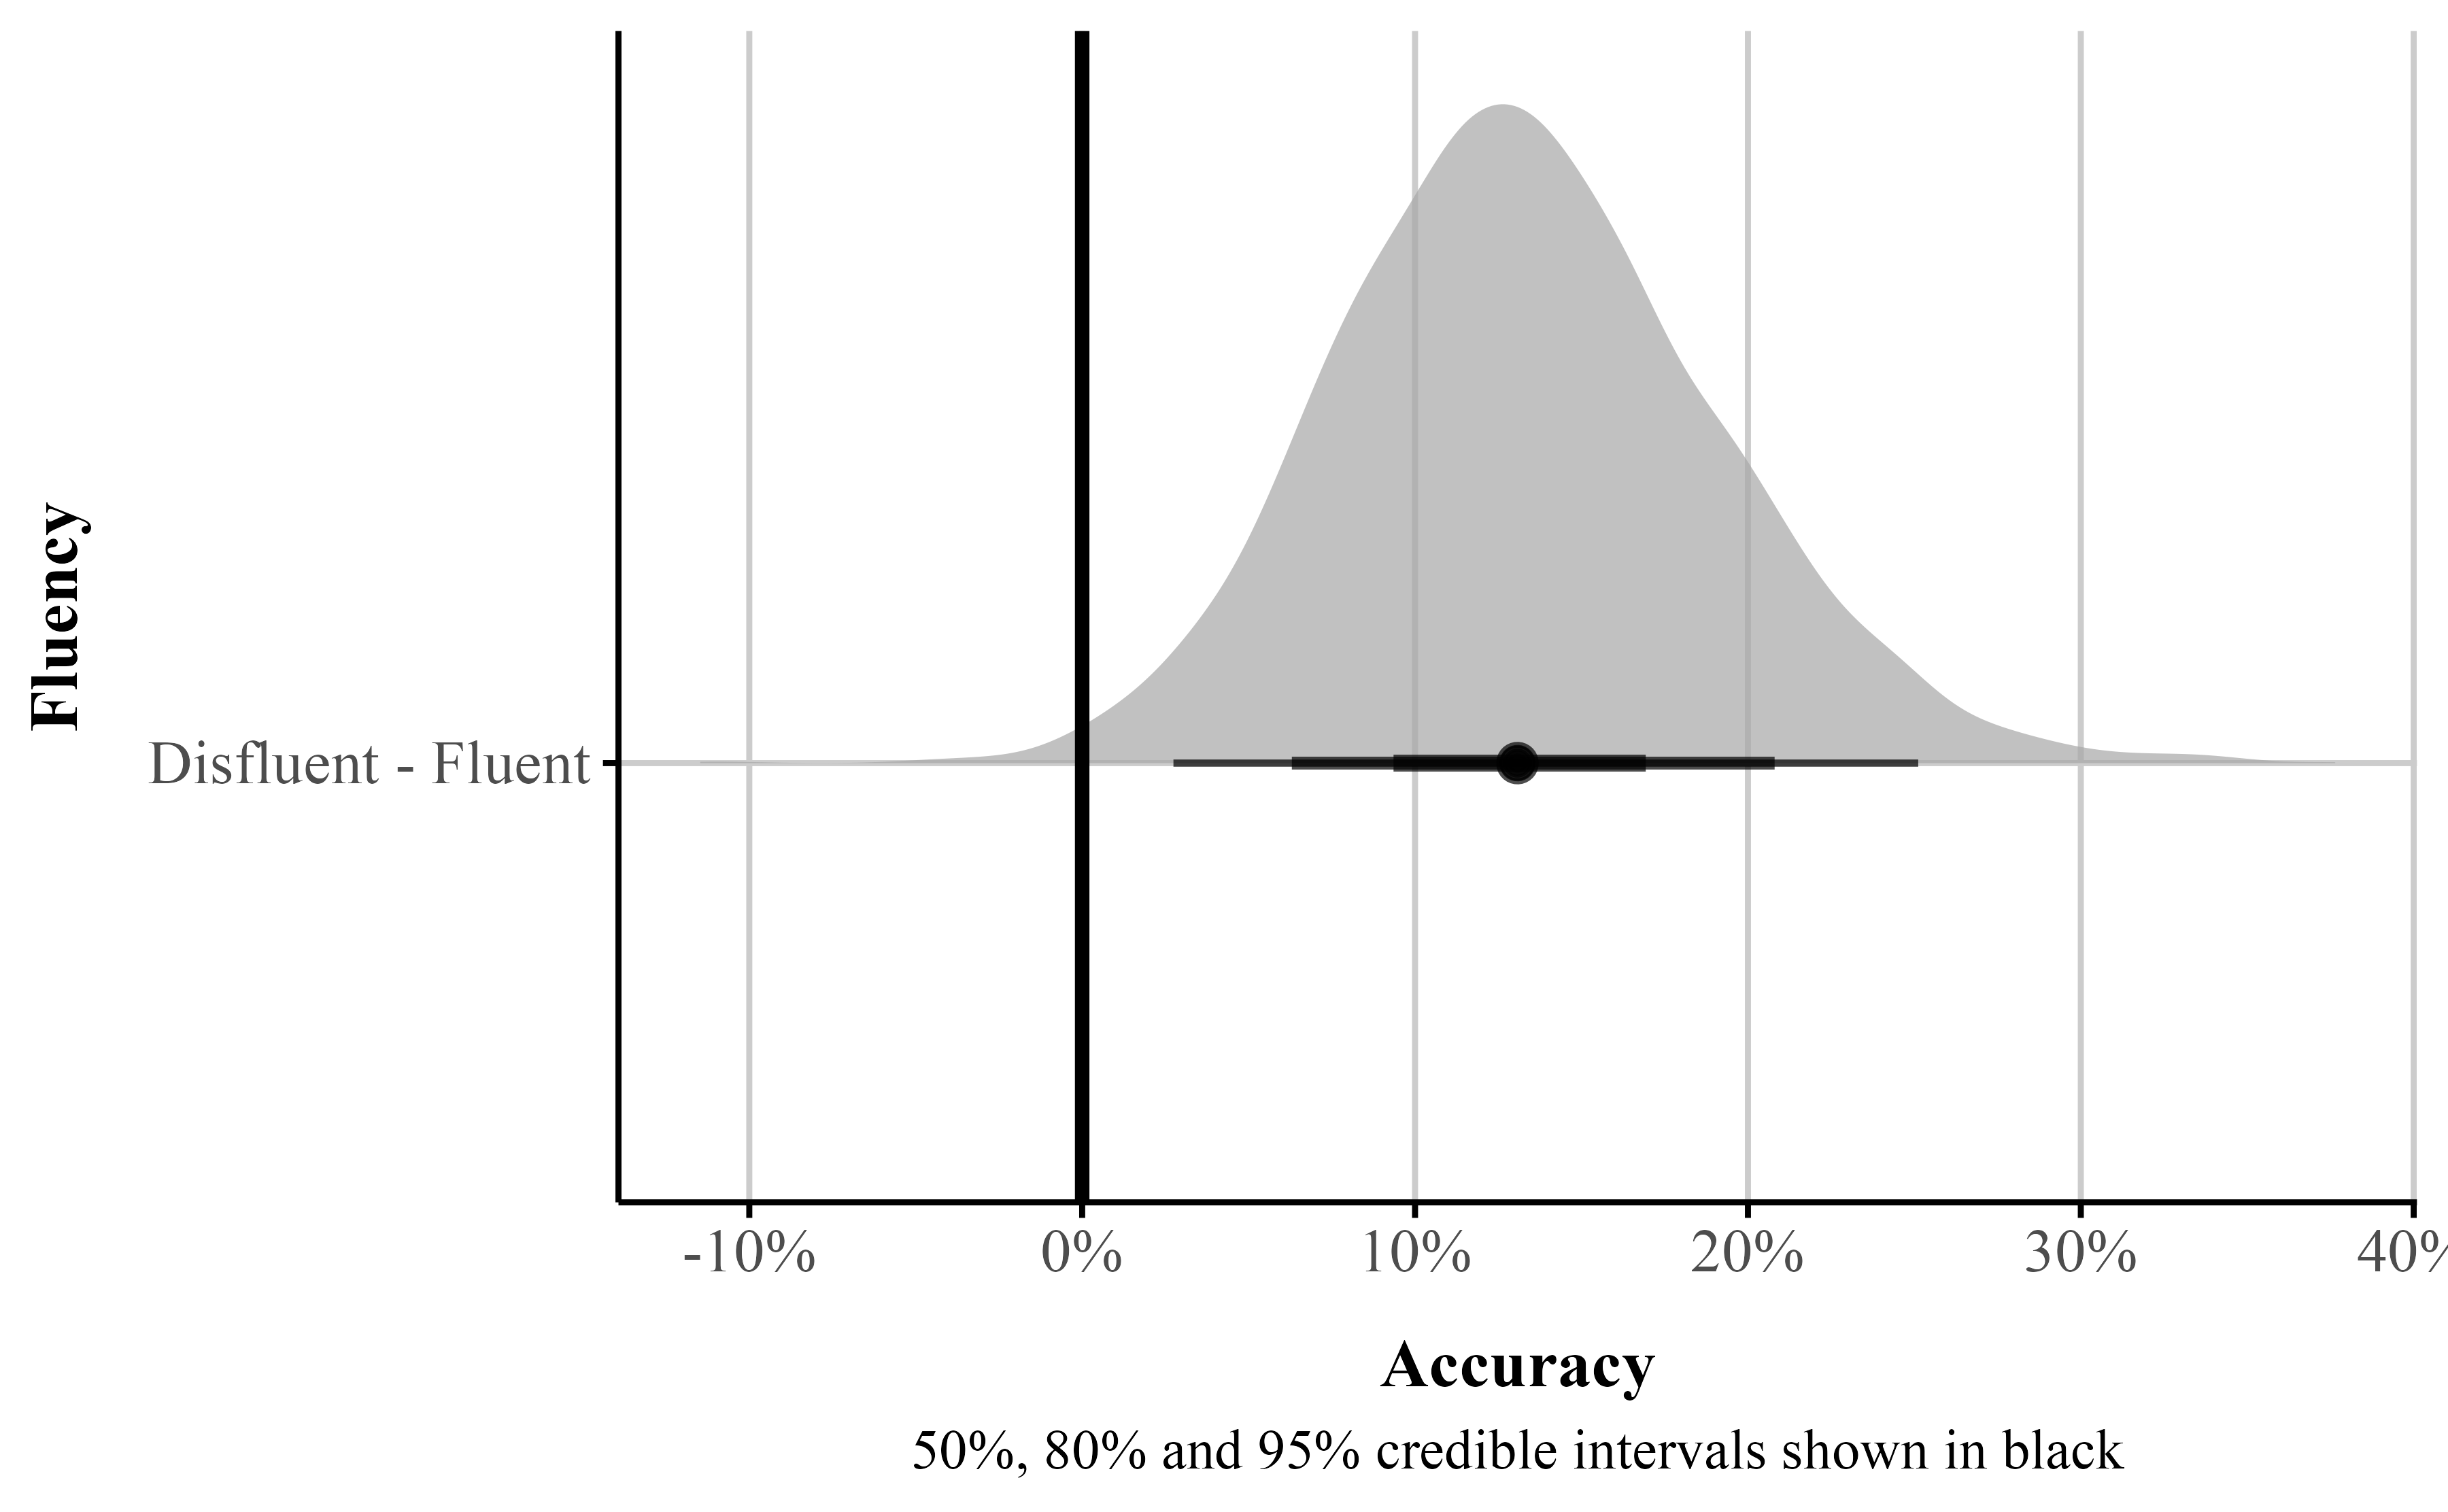 Fluency
Disfluent - Fluent
-10%
0%
10%
20%
30%
40%
Accuracy
50%, 80% and 95% credible intervals shown in black